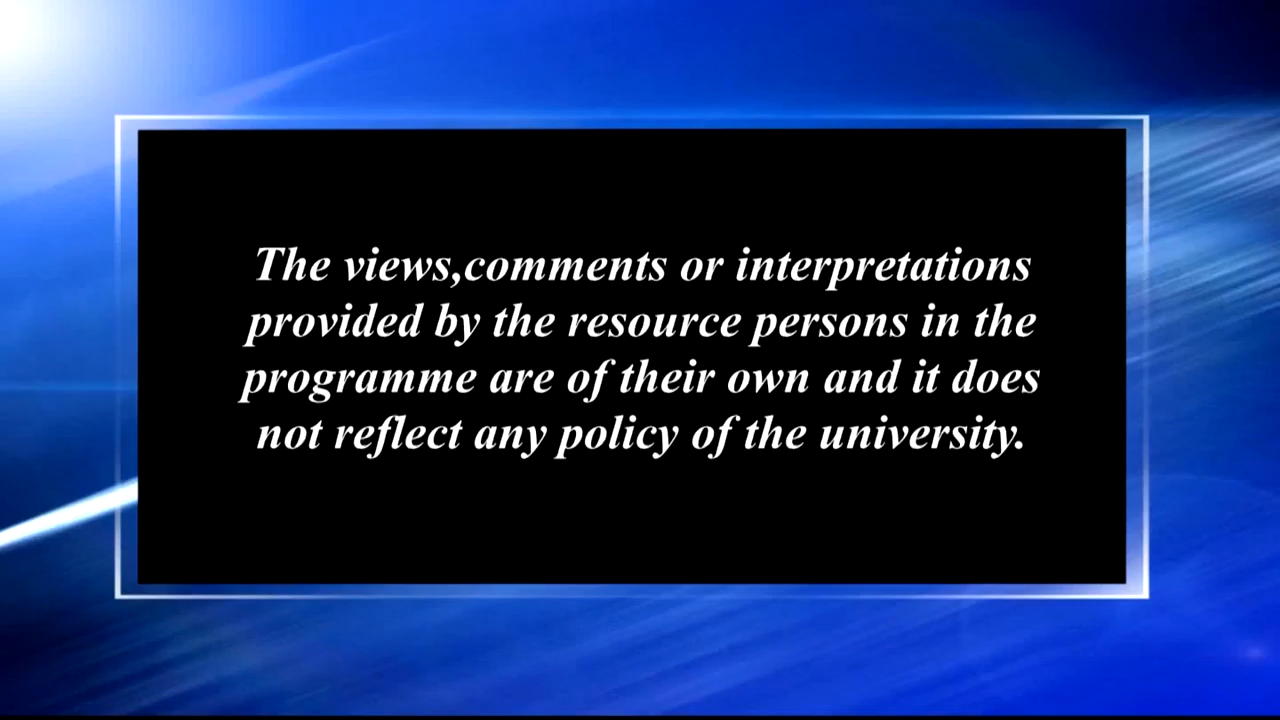 The views,comments or interpretations
provided by the resource persons in the
programme are of their own and it does
not reflect any policy of the university.